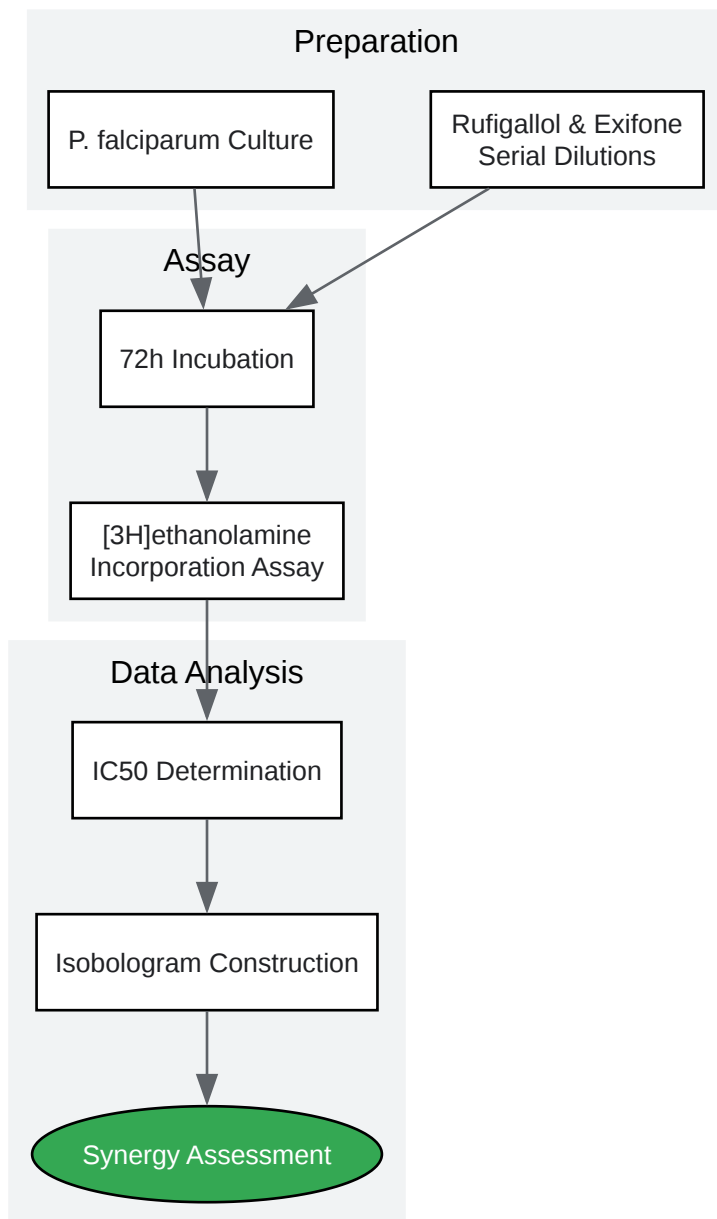 Preparation
P. falciparum Culture
Rufigallol & Exifone
Serial Dilutions
Assay
72h Incubation
[3H]ethanolamine
Incorporation Assay
Data Analysis
IC50 Determination
Isobologram Construction
Synergy Assessment